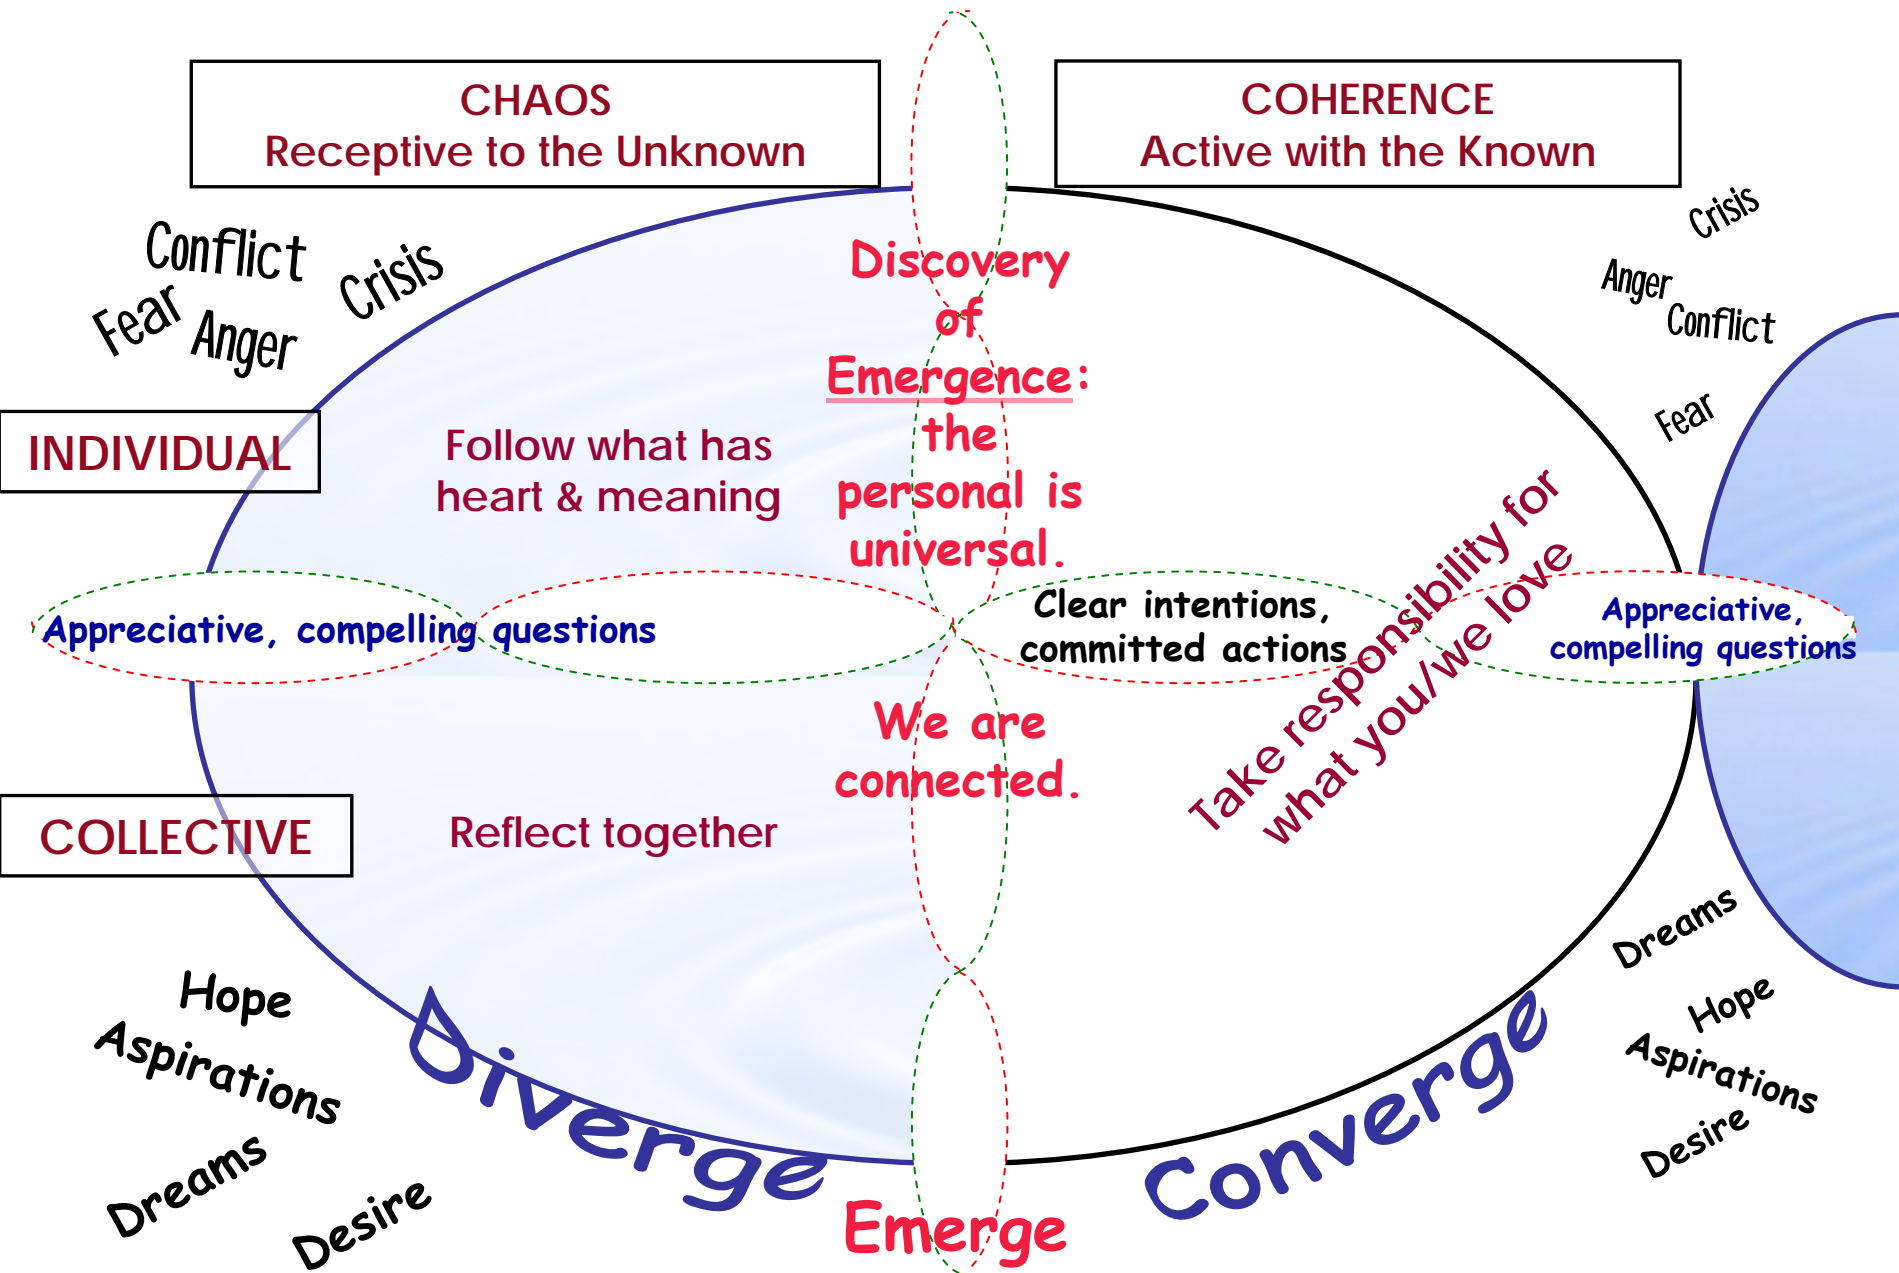 CHAOS
Receptive to the Unknown
COHERENCE
Active with the Known
Conflict
Crisis
Fear
Anger
Crisis
Anger
Conflict
Fear
INDIVIDUAL
Follow what has
heart & meaning
Discovery
of
Emergence:
the
personal is
universal.
Appreciative, compelling questions
Clear intentions,
committed actions
Take responsibility for
what you/we love
Appreciative,
compelling questions
We are
connected.
COLLECTIVE
Reflect together
Hope
Aspirations
Dreams
Desire
Diverge
Emerge
Converge
Dreams
Hope
Aspirations
Desire